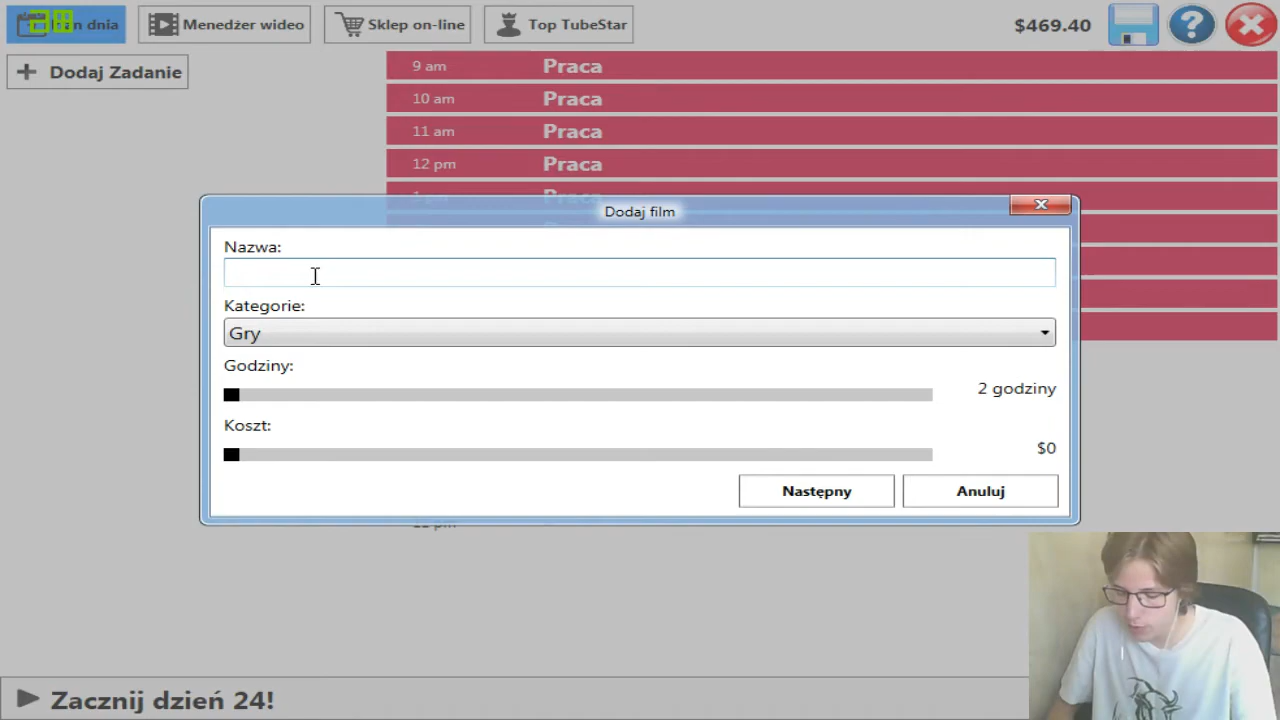 n dnia
Menedżer wideo
Sklep on-line
Top TubeStar
$469.40
?
Dodaj Zadanie
9 am Praca
10 am Praca
11 am Praca
12 pm Praca
Dodaj film
Nazwa:
Kategorie:
Gry
Godziny:
2 godziny
Koszt:
$0
Następny
Anuluj
Zacznij dzień 24!